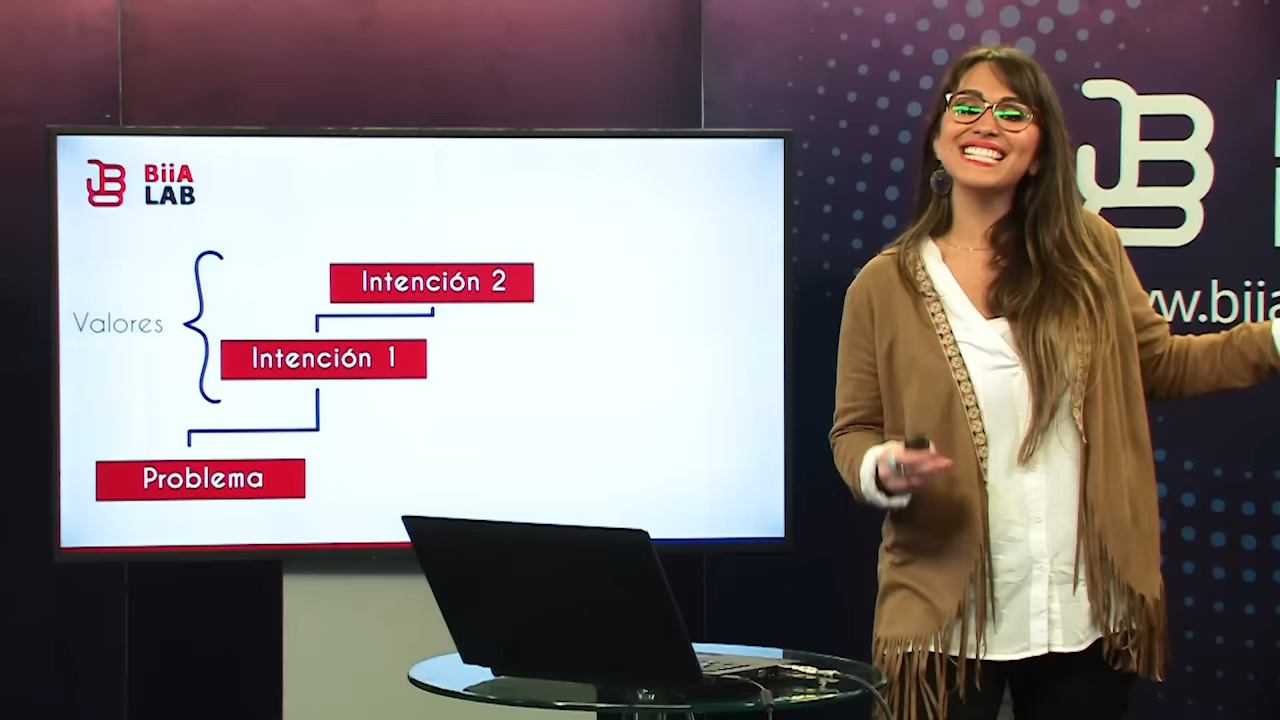 BiiA
LAB
Intención 2
Valores
Intención 1
Problema